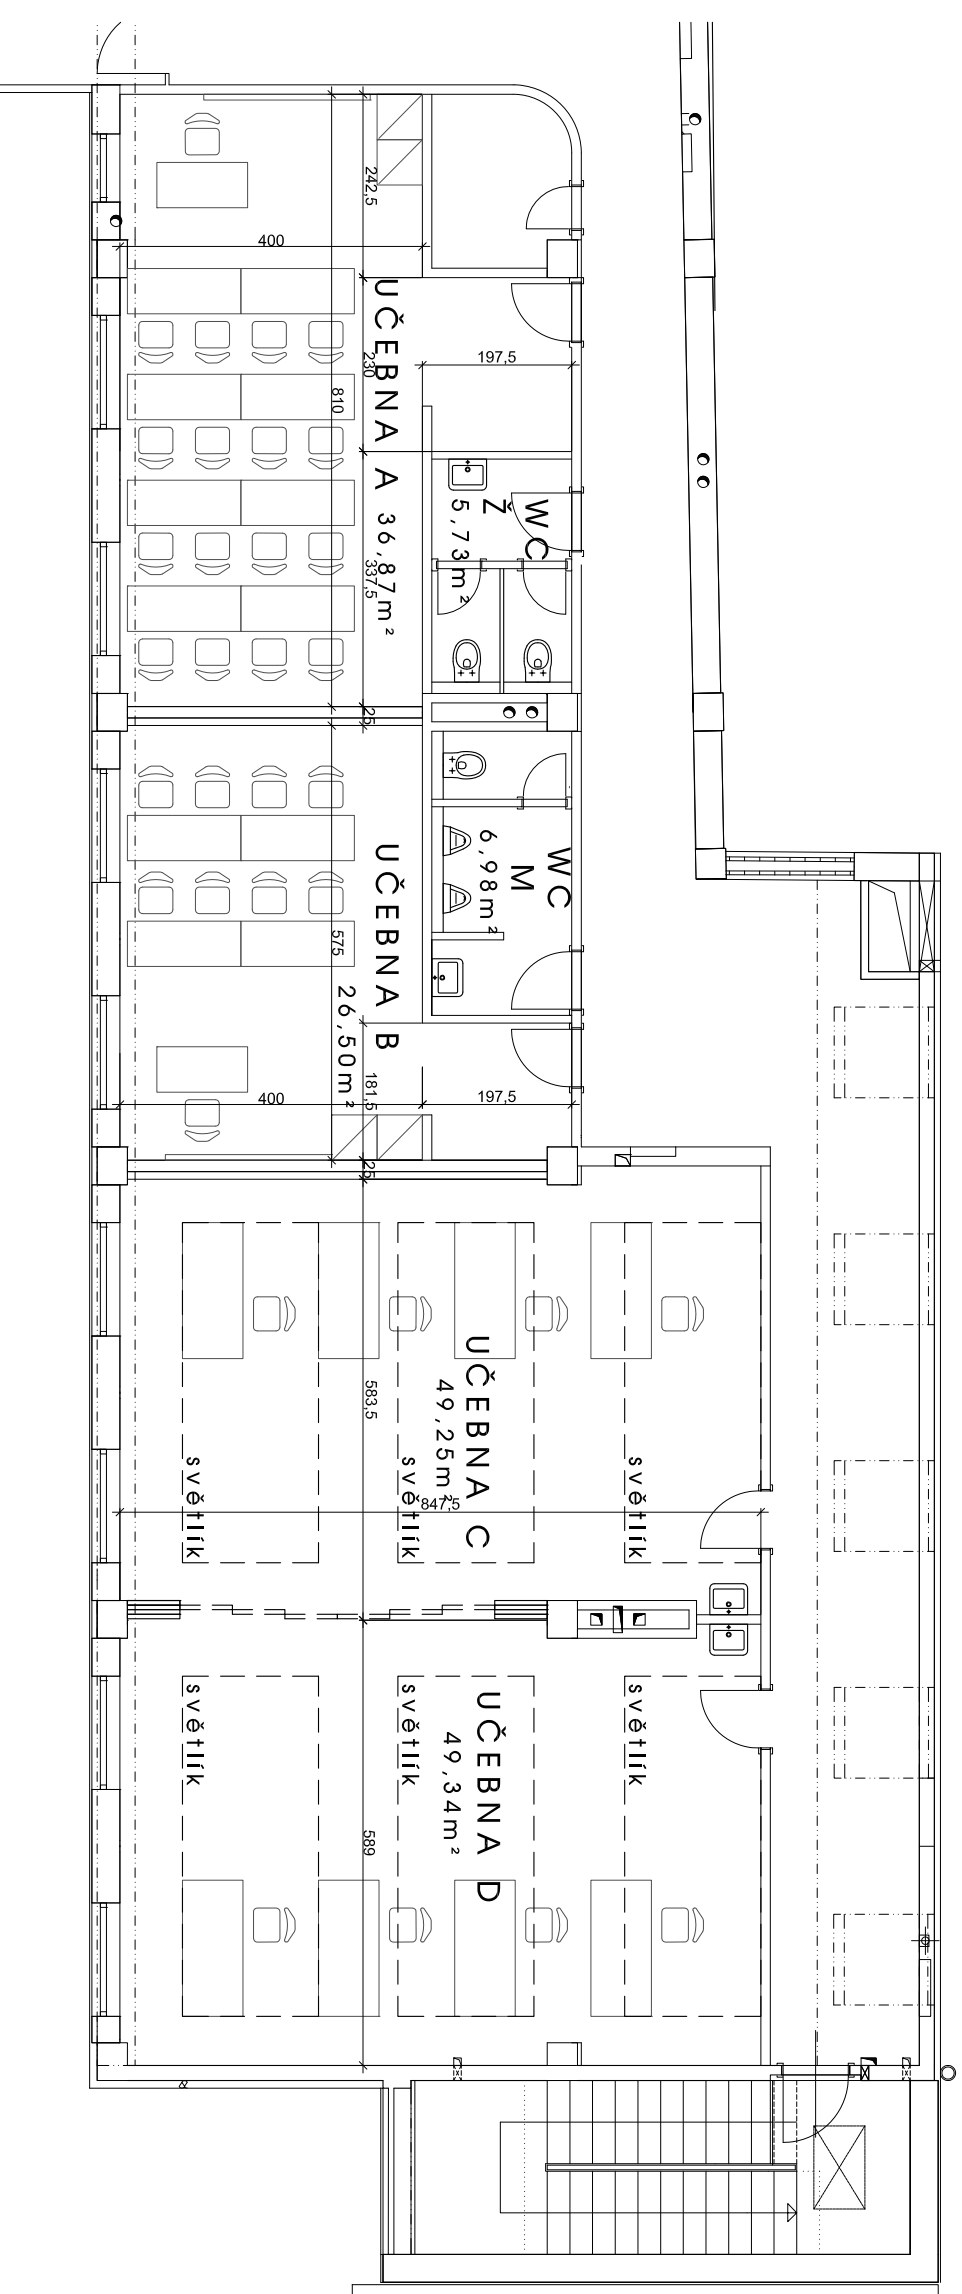 242,5
400
UČEBNA A 36,87m²
230
197,5
810
WC
Ž
5,73m²
337,5
25
WC
M
6,98m²
UČEBNA B
26,50m²
575
181,5
400
197,5
25
UČEBNA C
49,25m²
583,5
světlík
světlík
světlík
847,5
UČEBNA D
49,34m²
světlík
světlík
světlík
589